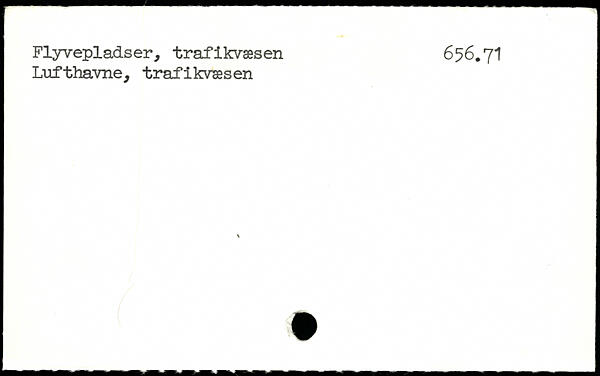 Flyvepladser, trafikvæsen 656.71
Lufthavne, trafikvæsen